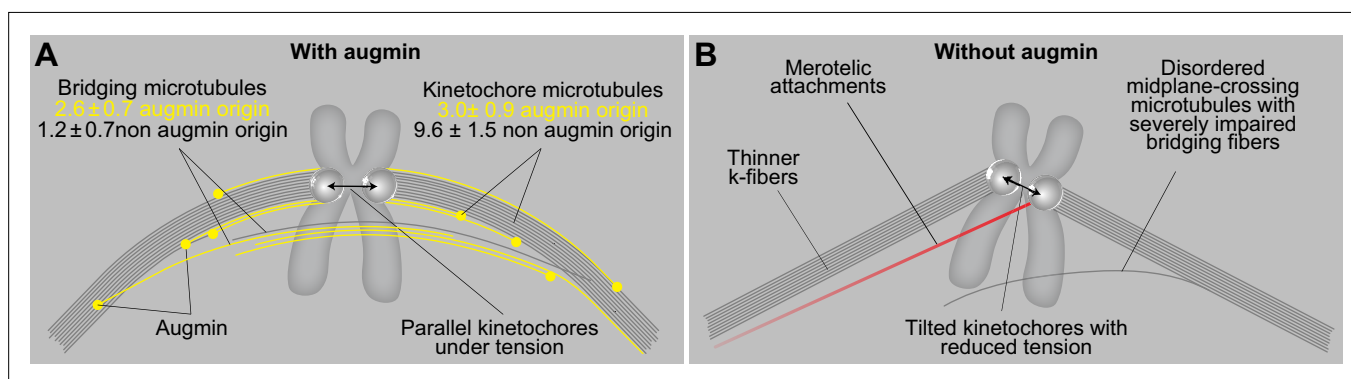 A
With augmin
Bridging microtubules
2.6±0.7 augmin origin
1.2±0.7non augmin origin
Kinetochore microtubules
3.0± 0.9 augmin origin
9.6 ± 1.5 non augmin origin
Augmin
Parallel kinetochores
under tension
B
Without augmin
Merotelic
attachments
Disordered
midplane-crossing
microtubules with
severely impaired
bridging fibers
Thinner
k-fibers
Tilted kinetochores with
reduced tension